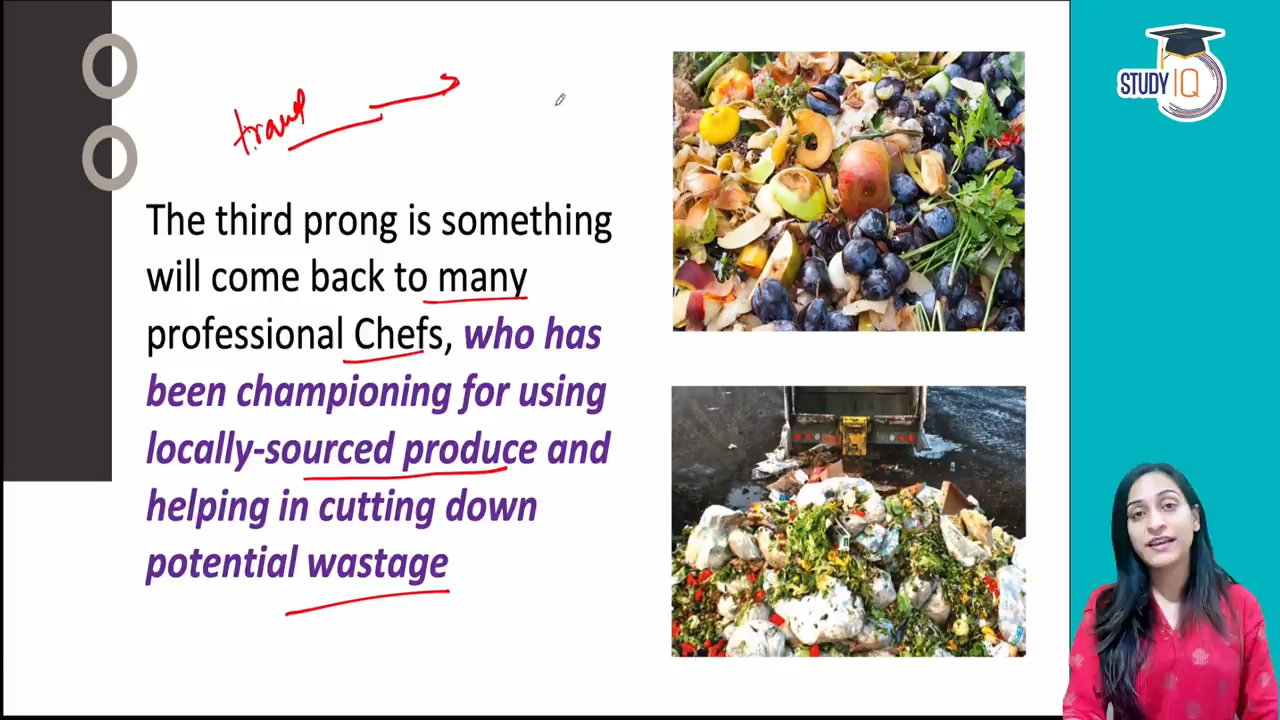 STUDY IQ
The third prong is something
will come back to many
professional Chefs, who has
been championing for using
locally-sourced produce and
helping in cutting down
potential wastage